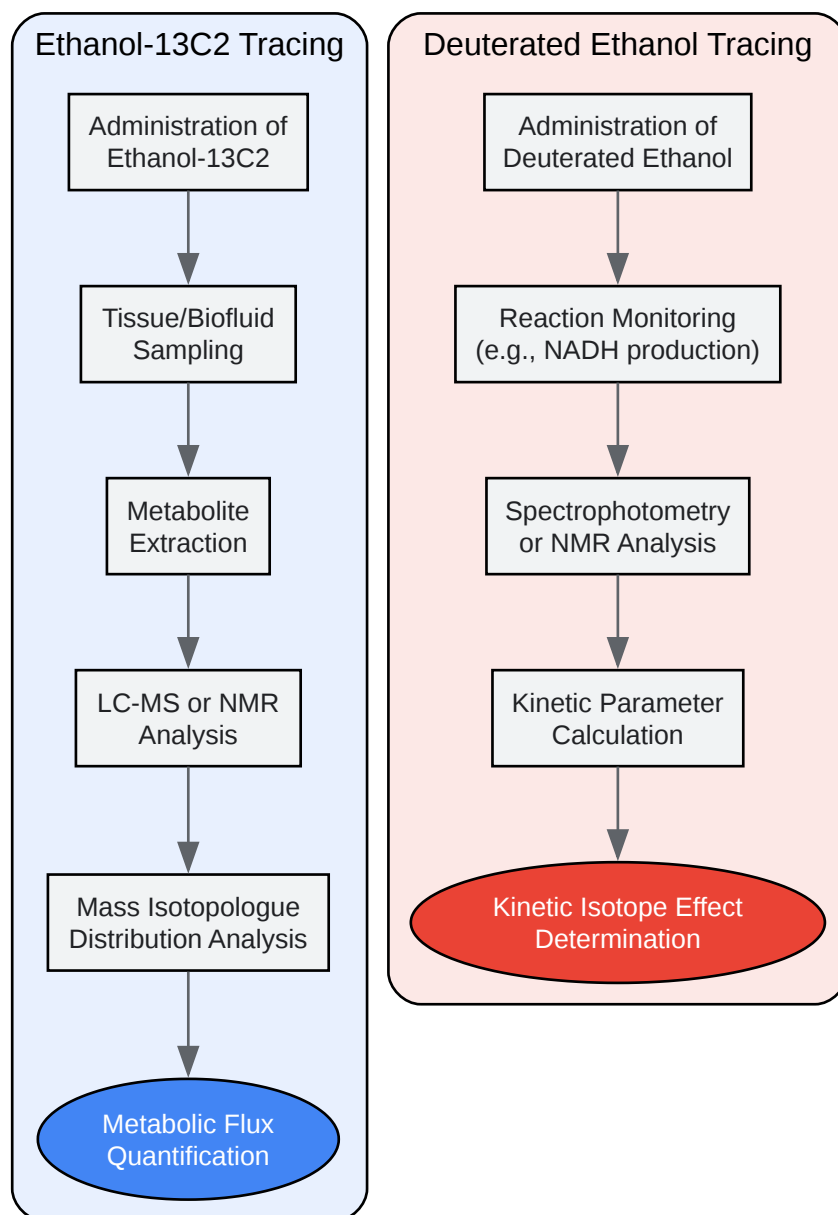 Ethanol-13C2 Tracing
Administration of
Ethanol-13C2
Tissue/Biofluid
Sampling
Metabolite
Extraction
LC-MS or NMR
Analysis
Mass Isotopologue
Distribution Analysis
Metabolic Flux
Quantification
Deuterated Ethanol Tracing
Administration of
Deuterated Ethanol
Reaction Monitoring
(e.g., NADH production)
Spectrophotometry
or NMR Analysis
Kinetic Parameter
Calculation
Kinetic Isotope Effect
Determination